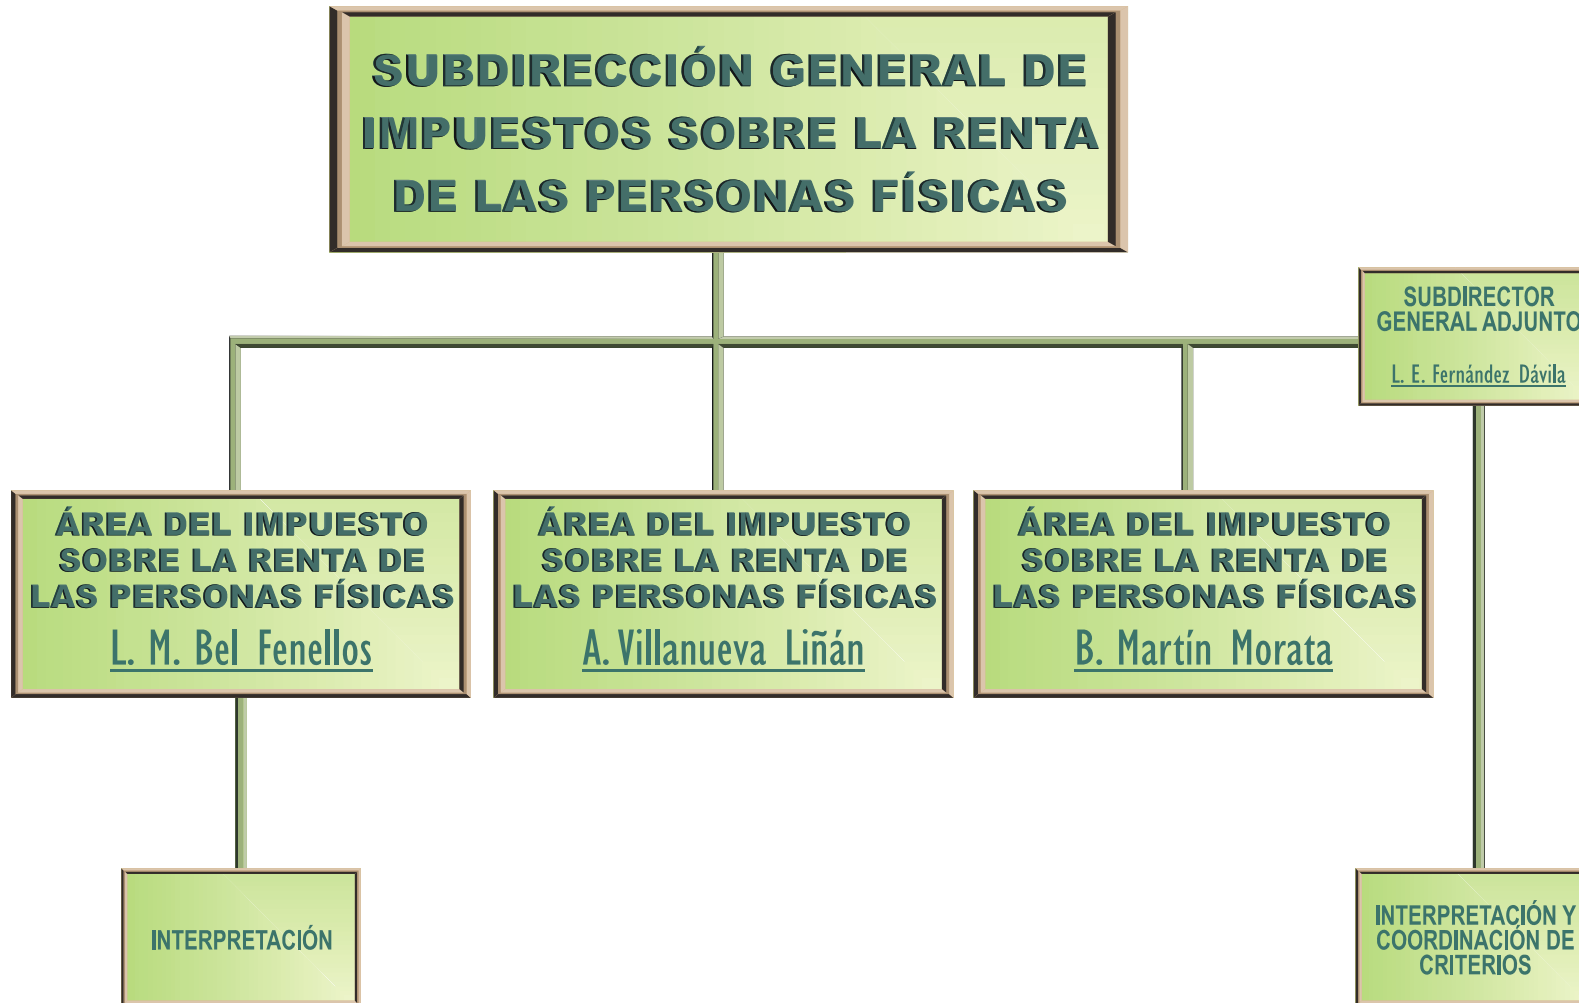 SUBDIRECCIÓN GENERAL DE
IMPUESTOS SOBRE LA RENTA
DE LAS PERSONAS FÍSICAS
SUBDIRECTOR
GENERAL ADJUNTO
L. E. Fernández Dávila
ÁREA DEL IMPUESTO
SOBRE LA RENTA DE
LAS PERSONAS FÍSICAS
L. M. Bel Fenellos
ÁREA DEL IMPUESTO
SOBRE LA RENTA DE
LAS PERSONAS FÍSICAS
A. Villanueva Liñán
ÁREA DEL IMPUESTO
SOBRE LA RENTA DE
LAS PERSONAS FÍSICAS
B. Martín Morata
INTERPRETACIÓN
INTERPRETACIÓN Y
COORDINACIÓN DE
CRITERIOS